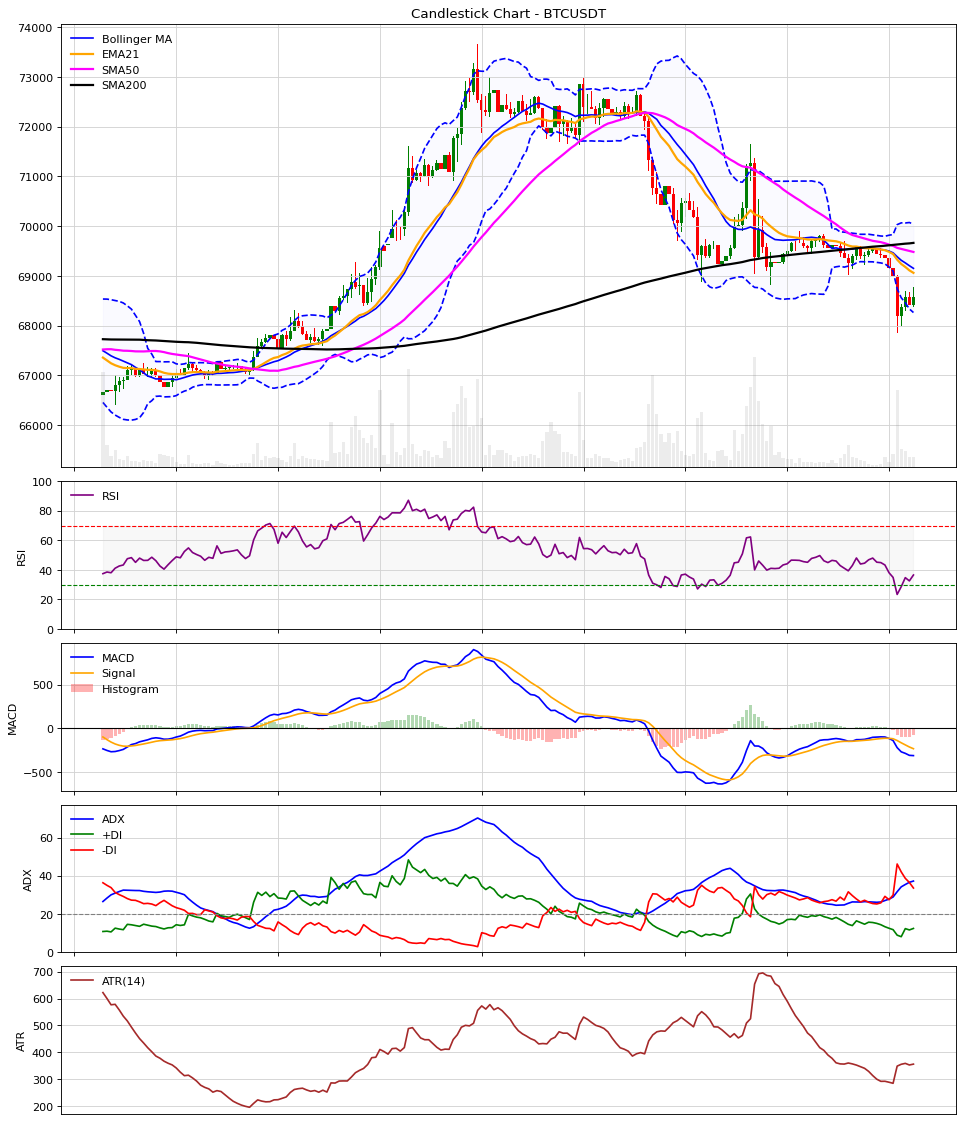 Candlestick Chart - BTCUSDT
74000
73000
72000
71000
70000
69000
68000
67000
66000
Bollinger MA
EMA21
SMA50
SMA200
100
80
60
40
20
0
RSI
RSI
500
0
−500
MACD
MACD
Signal
Histogram
60
40
20
0
ADX
ADX
+DI
-DI
700
600
500
400
300
200
ATR
ATR(14)